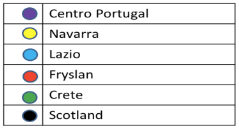 Centro Portugal
Navarra
Lazio
Fryslan
Crete
Scotland